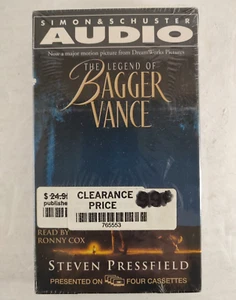 SIMON & SCHUSTER
AUDIO
Now a major motion picture from DreamWorks Pictures
THE LEGEND OF
BAGGER
VANCE
$ 24.95
publishe
CLEARANCE
PRICE
765553
READ BY
RONNY COX
STEVEN PRESSFIELD
PRESENTED ON FOUR CASSETTES